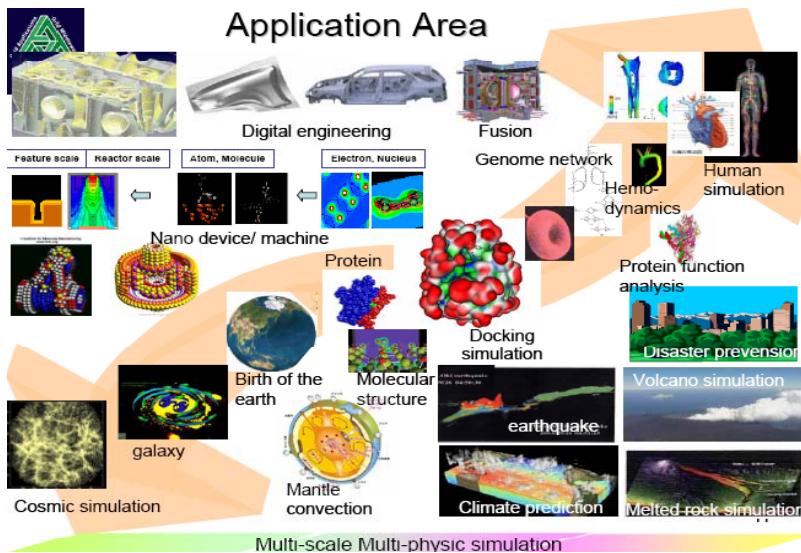 Application Area
Digital engineering
Fusion
Genome network
Human
simulation
Hemo-
dynamics
Feature scale
Reactor scale
Atom, Molecule
Electron, Nucleus
Nano device/ machine
Protein
Protein function
analysis
Docking
simulation
Disaster prevension
Birth of the
earth
Molecular
structure
Volcano simulation
earthquake
galaxy
Cosmic simulation
Mantle
convection
Climate prediction
Melted rock simulation
Multi-scale Multi-physic simulation